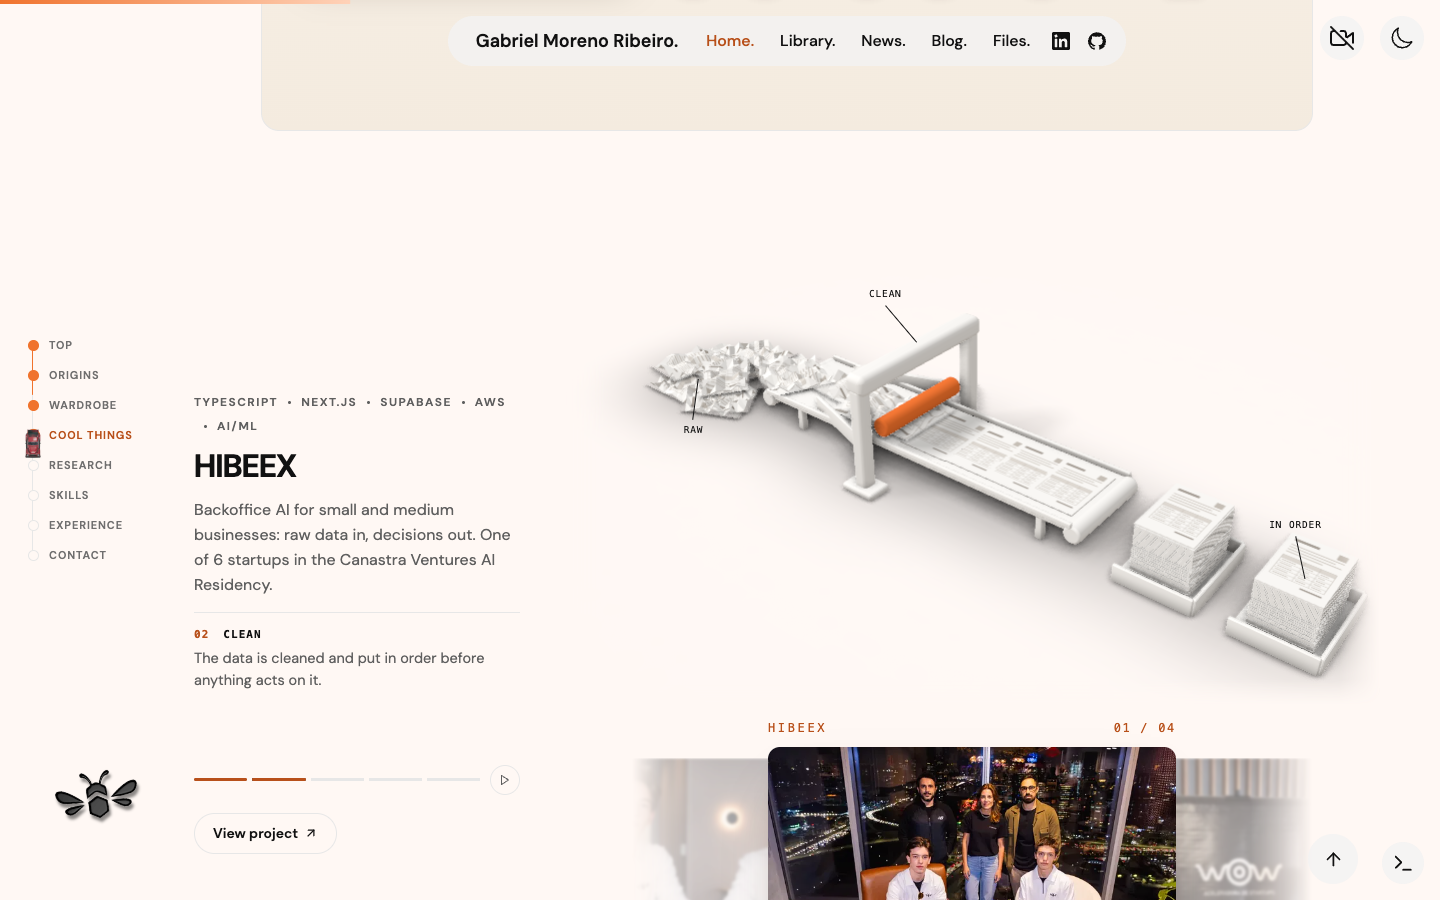 Gabriel Moreno Ribeiro.
Home.
Library.
News.
Blog.
Files.
TOP
ORIGINS
WARDROBE
COOL THINGS
RESEARCH
SKILLS
EXPERIENCE
CONTACT
TYPESCRIPT • NEXT.JS • SUPABASE • AWS
• AI/ML
HIBEEX
Backoffice AI for small and medium
businesses: raw data in, decisions out. One
of 6 startups in the Canastra Ventures AI
Residency.
02 CLEAN
The data is cleaned and put in order before
anything acts on it.
View project
CLEAN
RAW
IN ORDER
HIBEEX
01 / 04
WOW